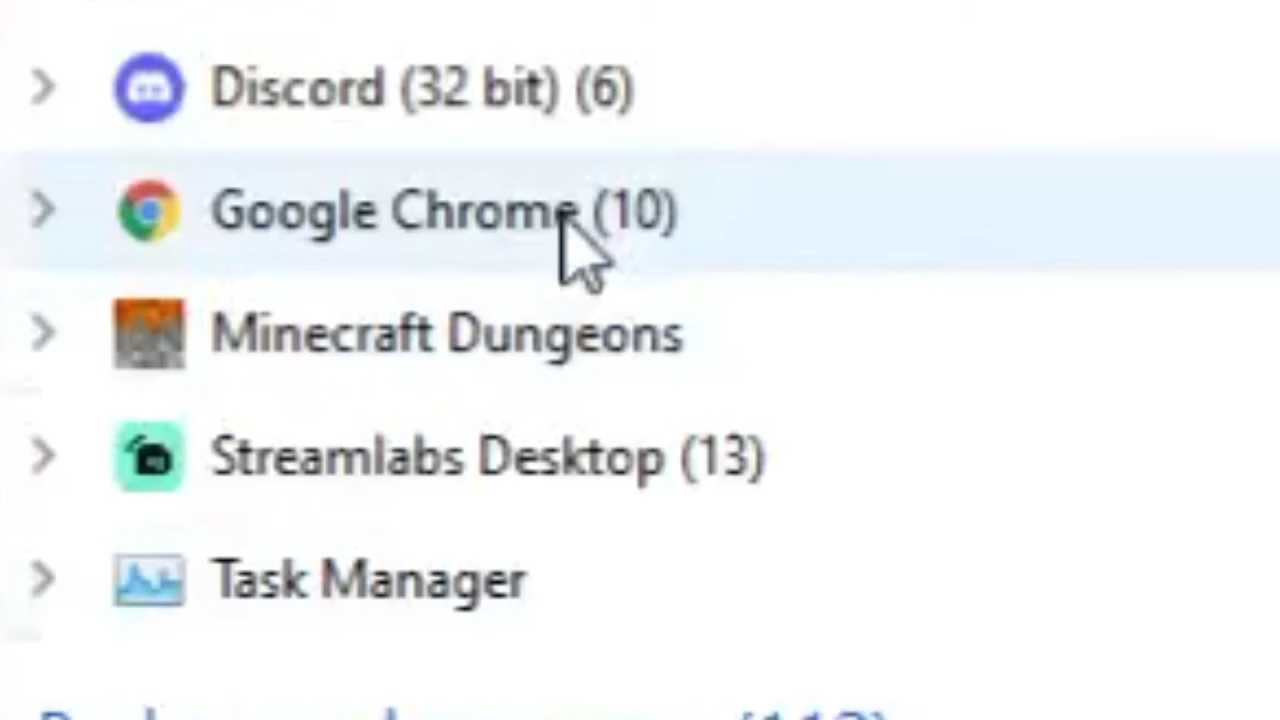 Discord (32 bit) (6)
Google Chrome (10)
Minecraft Dungeons
Streamlabs Desktop (13)
Task Manager